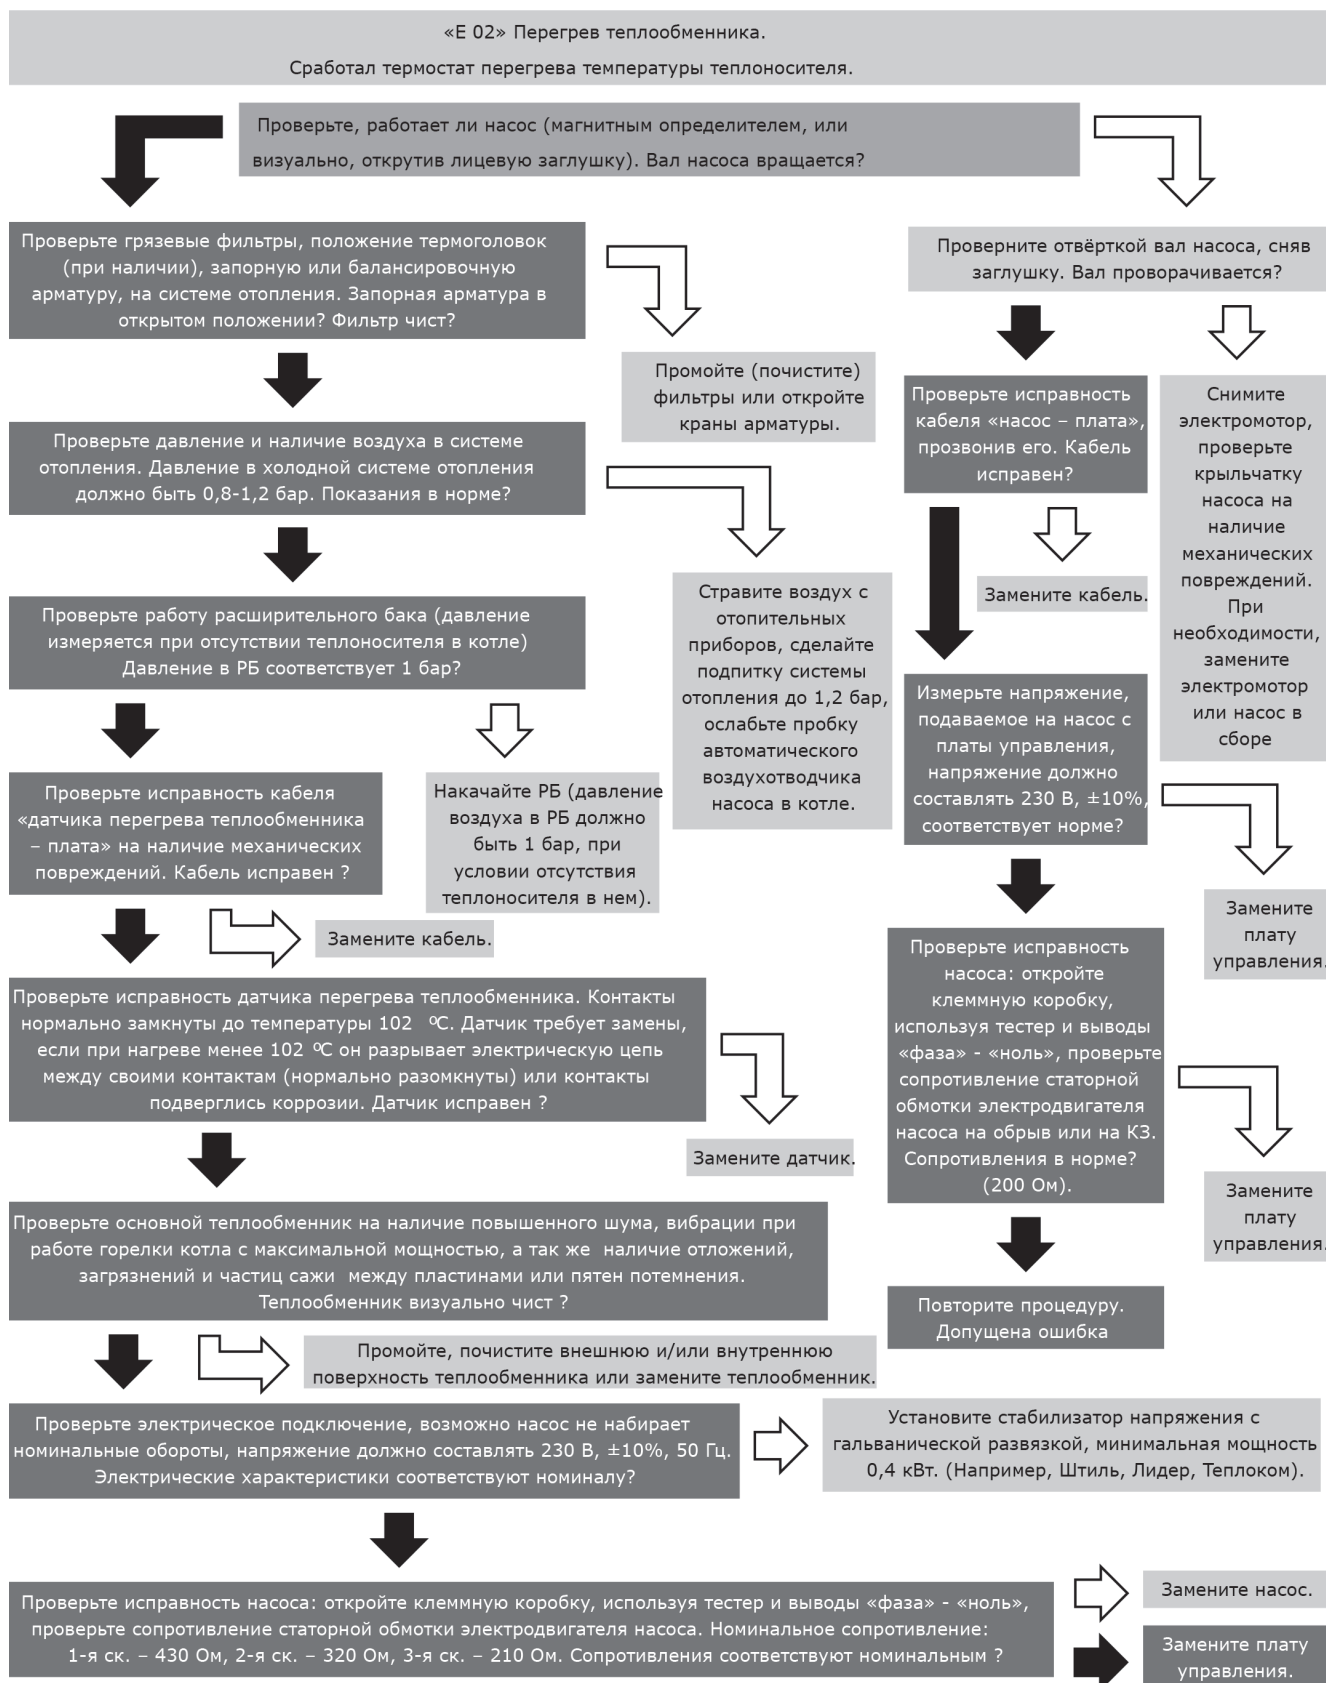 «Е 02» Перегрев теплообменника.
Сработал термостат перегрева температуры теплоносителя.
Проверьте, работает ли насос (магнитным определителем, или
визуально, открутив лицевую заглушку). Вал насоса вращается?
Проверьте грязевые фильтры, положение термоголовок
(при наличии), запорную или балансировочную
арматуру, на системе отопления. Запорная арматура в
открытом положении? Фильтр чист?
Промойте (почистите)
фильтры или откройте
краны арматуры.
Проверьте давление и наличие воздуха в системе
отопления. Давление в холодной системе отопления
должно быть 0,8-1,2 бар. Показания в норме?
Стравите воздух с
отопительных
приборов, сделайте
подпитку системы
отопления до 1,2 бар,
ослабьте пробку
автоматического
воздухотводчика
насоса в котле.
Проверьте работу расширительного бака (давление
измеряется при отсутствии теплоносителя в котле)
Давление в РБ соответствует 1 бар?
Накачайте РБ (давление
воздуха в РБ должно
быть 1 бар, при
условии отсутствия
теплоносителя в нем).
Проверьте исправность кабеля
«датчика перегрева теплообменника
– плата» на наличие механических
повреждений. Кабель исправен ?
Замените кабель.
Проверьте исправность датчика перегрева теплообменника. Контакты
нормально замкнуты до температуры 102 ºС. Датчик требует замены,
если при нагреве менее 102 ºС он разрывает электрическую цепь
между своими контактам (нормально разомкнуты) или контакты
подверглись коррозии. Датчик исправен ?
Замените датчик.
Проверьте основной теплообменник на наличие повышенного шума, вибрации при
работе горелки котла с максимальной мощностью, а так же наличие отложений,
загрязнений и частиц сажи между пластинами или пятен потемнения.
Теплообменник визуально чист ?
Промойте, почистите внешнюю и/или внутреннюю
поверхность теплообменника или замените теплообменник.
Проверьте электрическое подключение, возможно насос не набирает
номинальные обороты, напряжение должно составлять 230 В, ±10%, 50 Гц.
Электрические характеристики соответствуют номиналу?
Установите стабилизатор напряжения с
гальванической развязкой, минимальная мощность
0,4 кВт. (Например, Штиль, Лидер, Теплоком).
Проверьте исправность насоса: откройте клеммную коробку, используя тестер и выводы «фаза» - «ноль»,
проверьте сопротивление статорной обмотки электродвигателя насоса. Номинальное сопротивление:
1-я ск. – 430 Ом, 2-я ск. – 320 Ом, 3-я ск. – 210 Ом. Сопротивления соответствуют номинальным ?
Замените насос.
Замените плату
управления.
Проверните отвёрткой вал насоса, сняв
заглушку. Вал проворачивается?
Проверьте исправность
кабеля «насос – плата»,
прозвонив его. Кабель
исправен?
Замените кабель.
Снимите
электромотор,
проверьте
крыльчатку
насоса на
наличие
механических
повреждений.
При
необходимости,
замените
электромотор
или насос в
сборе
Измерьте напряжение,
подаваемое на насос с
платы управления,
напряжение должно
составлять 230 В, ±10%,
соответствует норме?
Замените
плату
управления.
Проверьте исправность
насоса: откройте
клеммную коробку,
используя тестер и выводы
«фаза» - «ноль», проверьте
сопротивление статорной
обмотки электродвигателя
насоса на обрыв или на КЗ.
Сопротивления в норме?
(200 Ом).
Замените
плату
управления.
Повторите процедуру.
Допущена ошибка